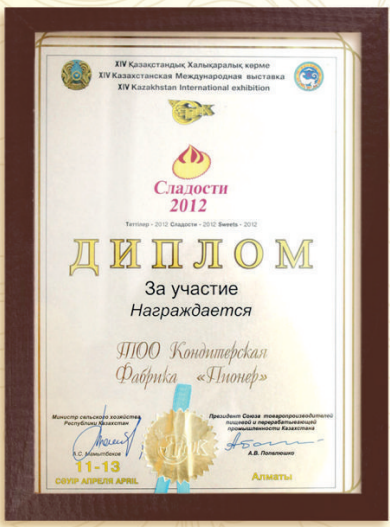 XIV Қазақстандық Халықаралық көрме
XIV Казахстанская Международная выставка
XIV Kazakhstan International exhibition
Сладости
2012
Тәттілер - 2012 Сладости - 2012 Sweets - 2012
ДИПЛОМ
За участие
Награждается
ТОО Кондитерская
Фабрика «Пионер»
Министр сельского хозяйства
Республики Казахстан
Президент Союза товаропроизводителей
пищевой и перерабатывающей
промышленности Казахстана
А.С. Мамытбеков
А.В. Попелюшко
11-13
СӘУІР АПРЕЛЯ APRIL
Алматы